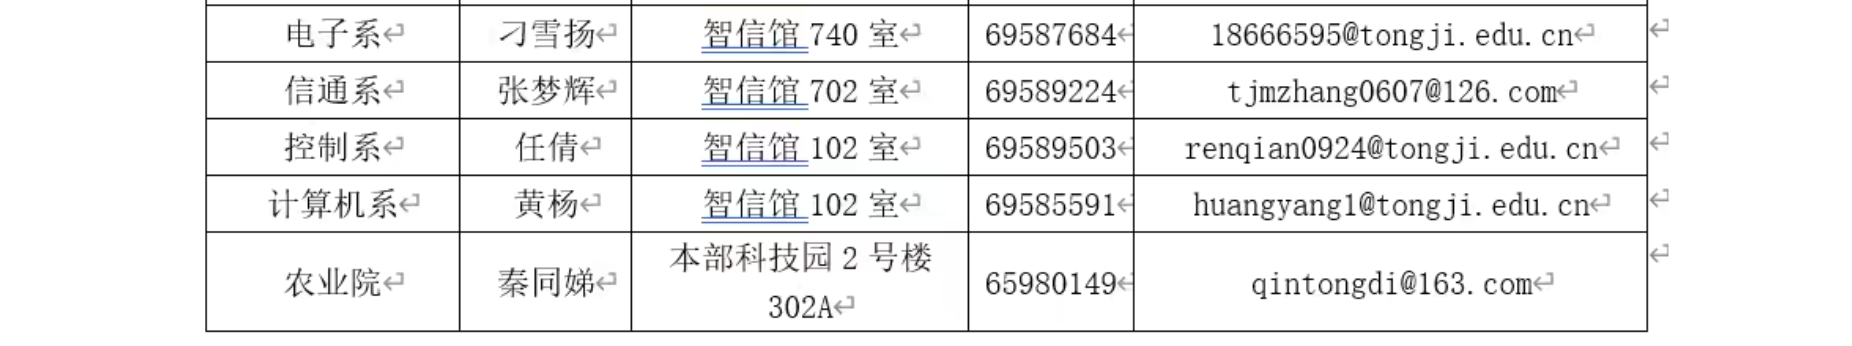 电子系 刁雪扬 智信馆 740 室 69587684 18666595@tongji.edu.cn
信通系 张梦辉 智信馆 702 室 69589224 tjmzhang0607@126.com
控制系 任倩 智信馆 102 室 69589503 renqian0924@tongji.edu.cn
计算机系 黄杨 智信馆 102 室 69585591 huangyang1@tongji.edu.cn
农业院 秦同娣 本部科技园 2 号楼
302A 65980149 qintongdi@163.com